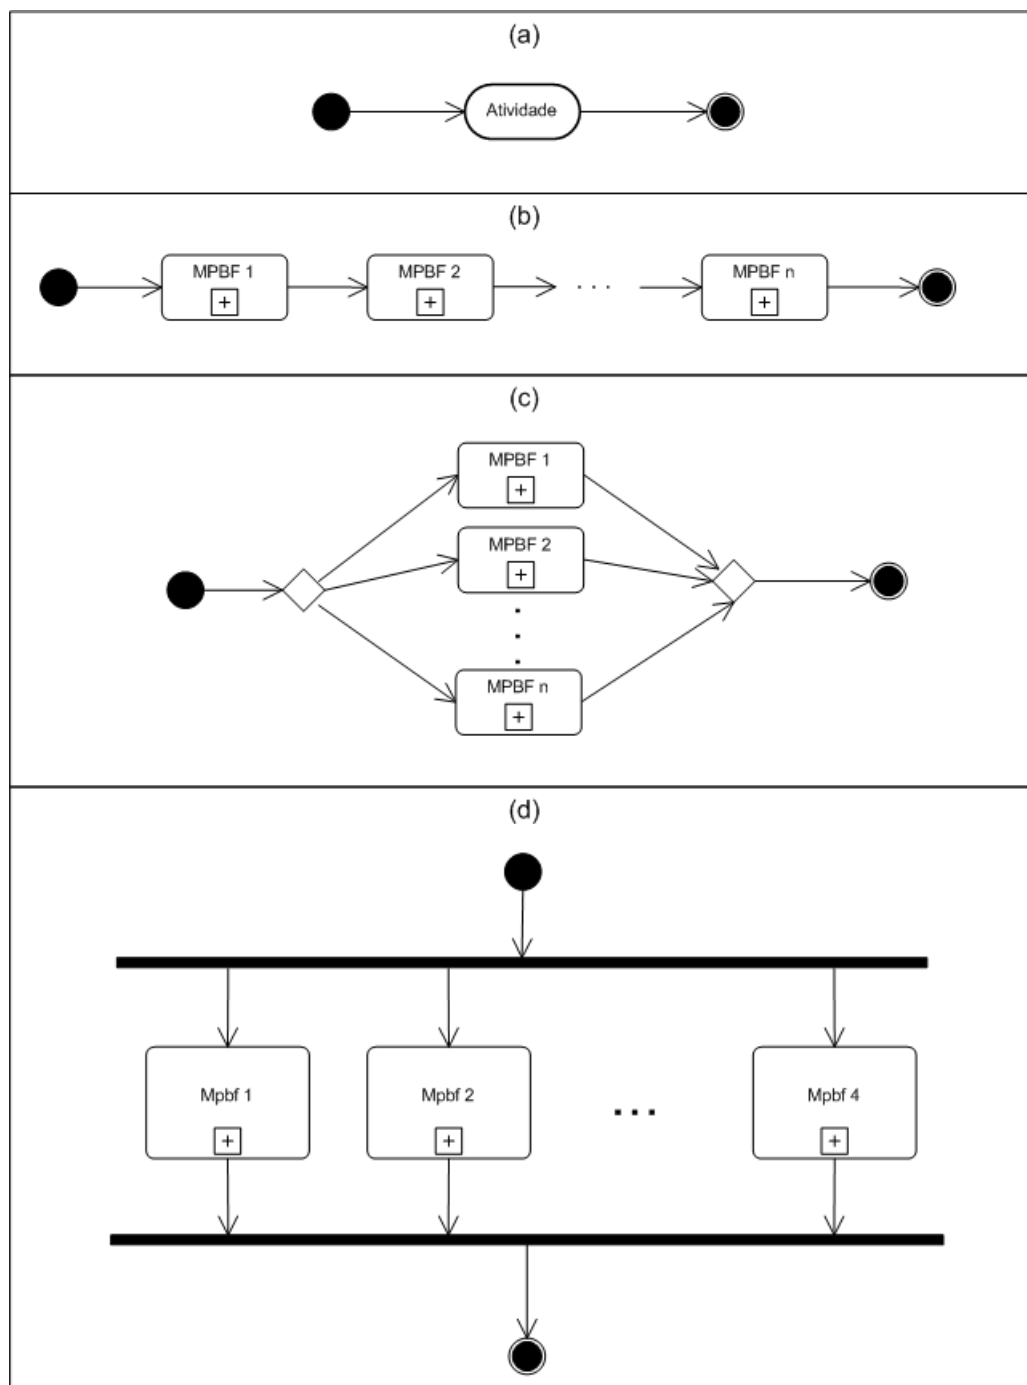 (a)
Atividade
(b)
MPBF 1
MPBF 2
. . .
MPBF n
+
+
+
(c)
MPBF 1
+
MPBF 2
+
.
.
.
MPBF n
+
(d)
Mpbf 1
Mpbf 2
...
Mpbf 4
+
+
+